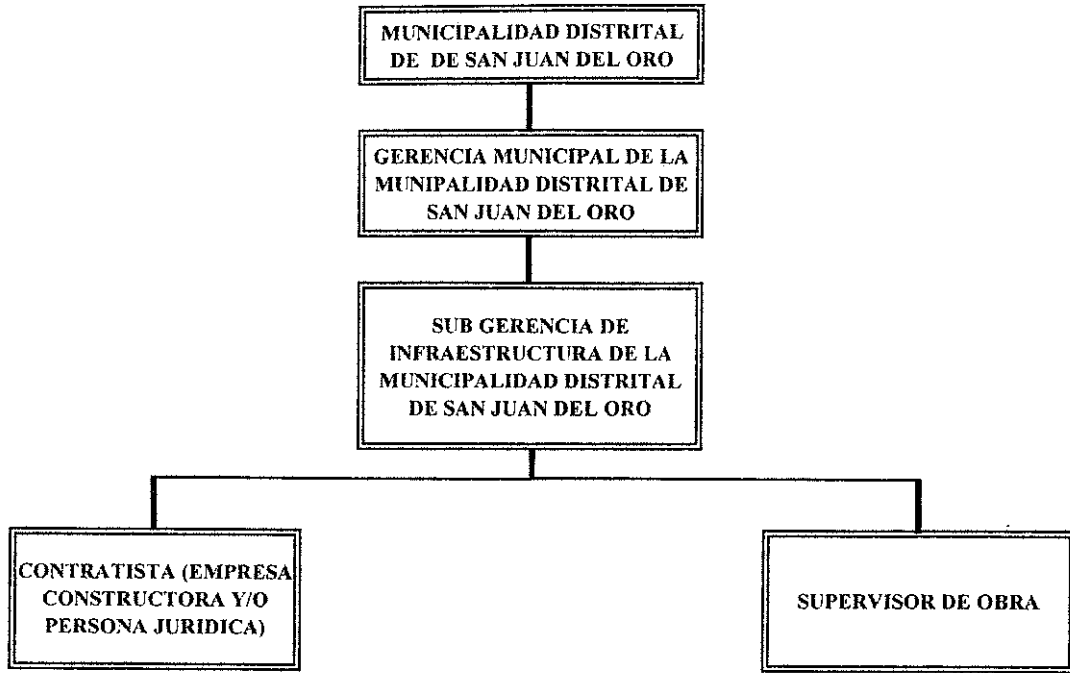 MUNICIPALIDAD DISTRITAL
DE DE SAN JUAN DEL ORO
GERENCIA MUNICIPAL DE LA
MUNIPALIDAD DISTRITAL DE
SAN JUAN DEL ORO
SUB GERENCIA DE
INFRAESTRUCTURA DE LA
MUNICIPALIDAD DISTRITAL
DE SAN JUAN DEL ORO
CONTRATISTA (EMPRESA
CONSTRUCTORA Y/O
PERSONA JURIDICA)
SUPERVISOR DE OBRA